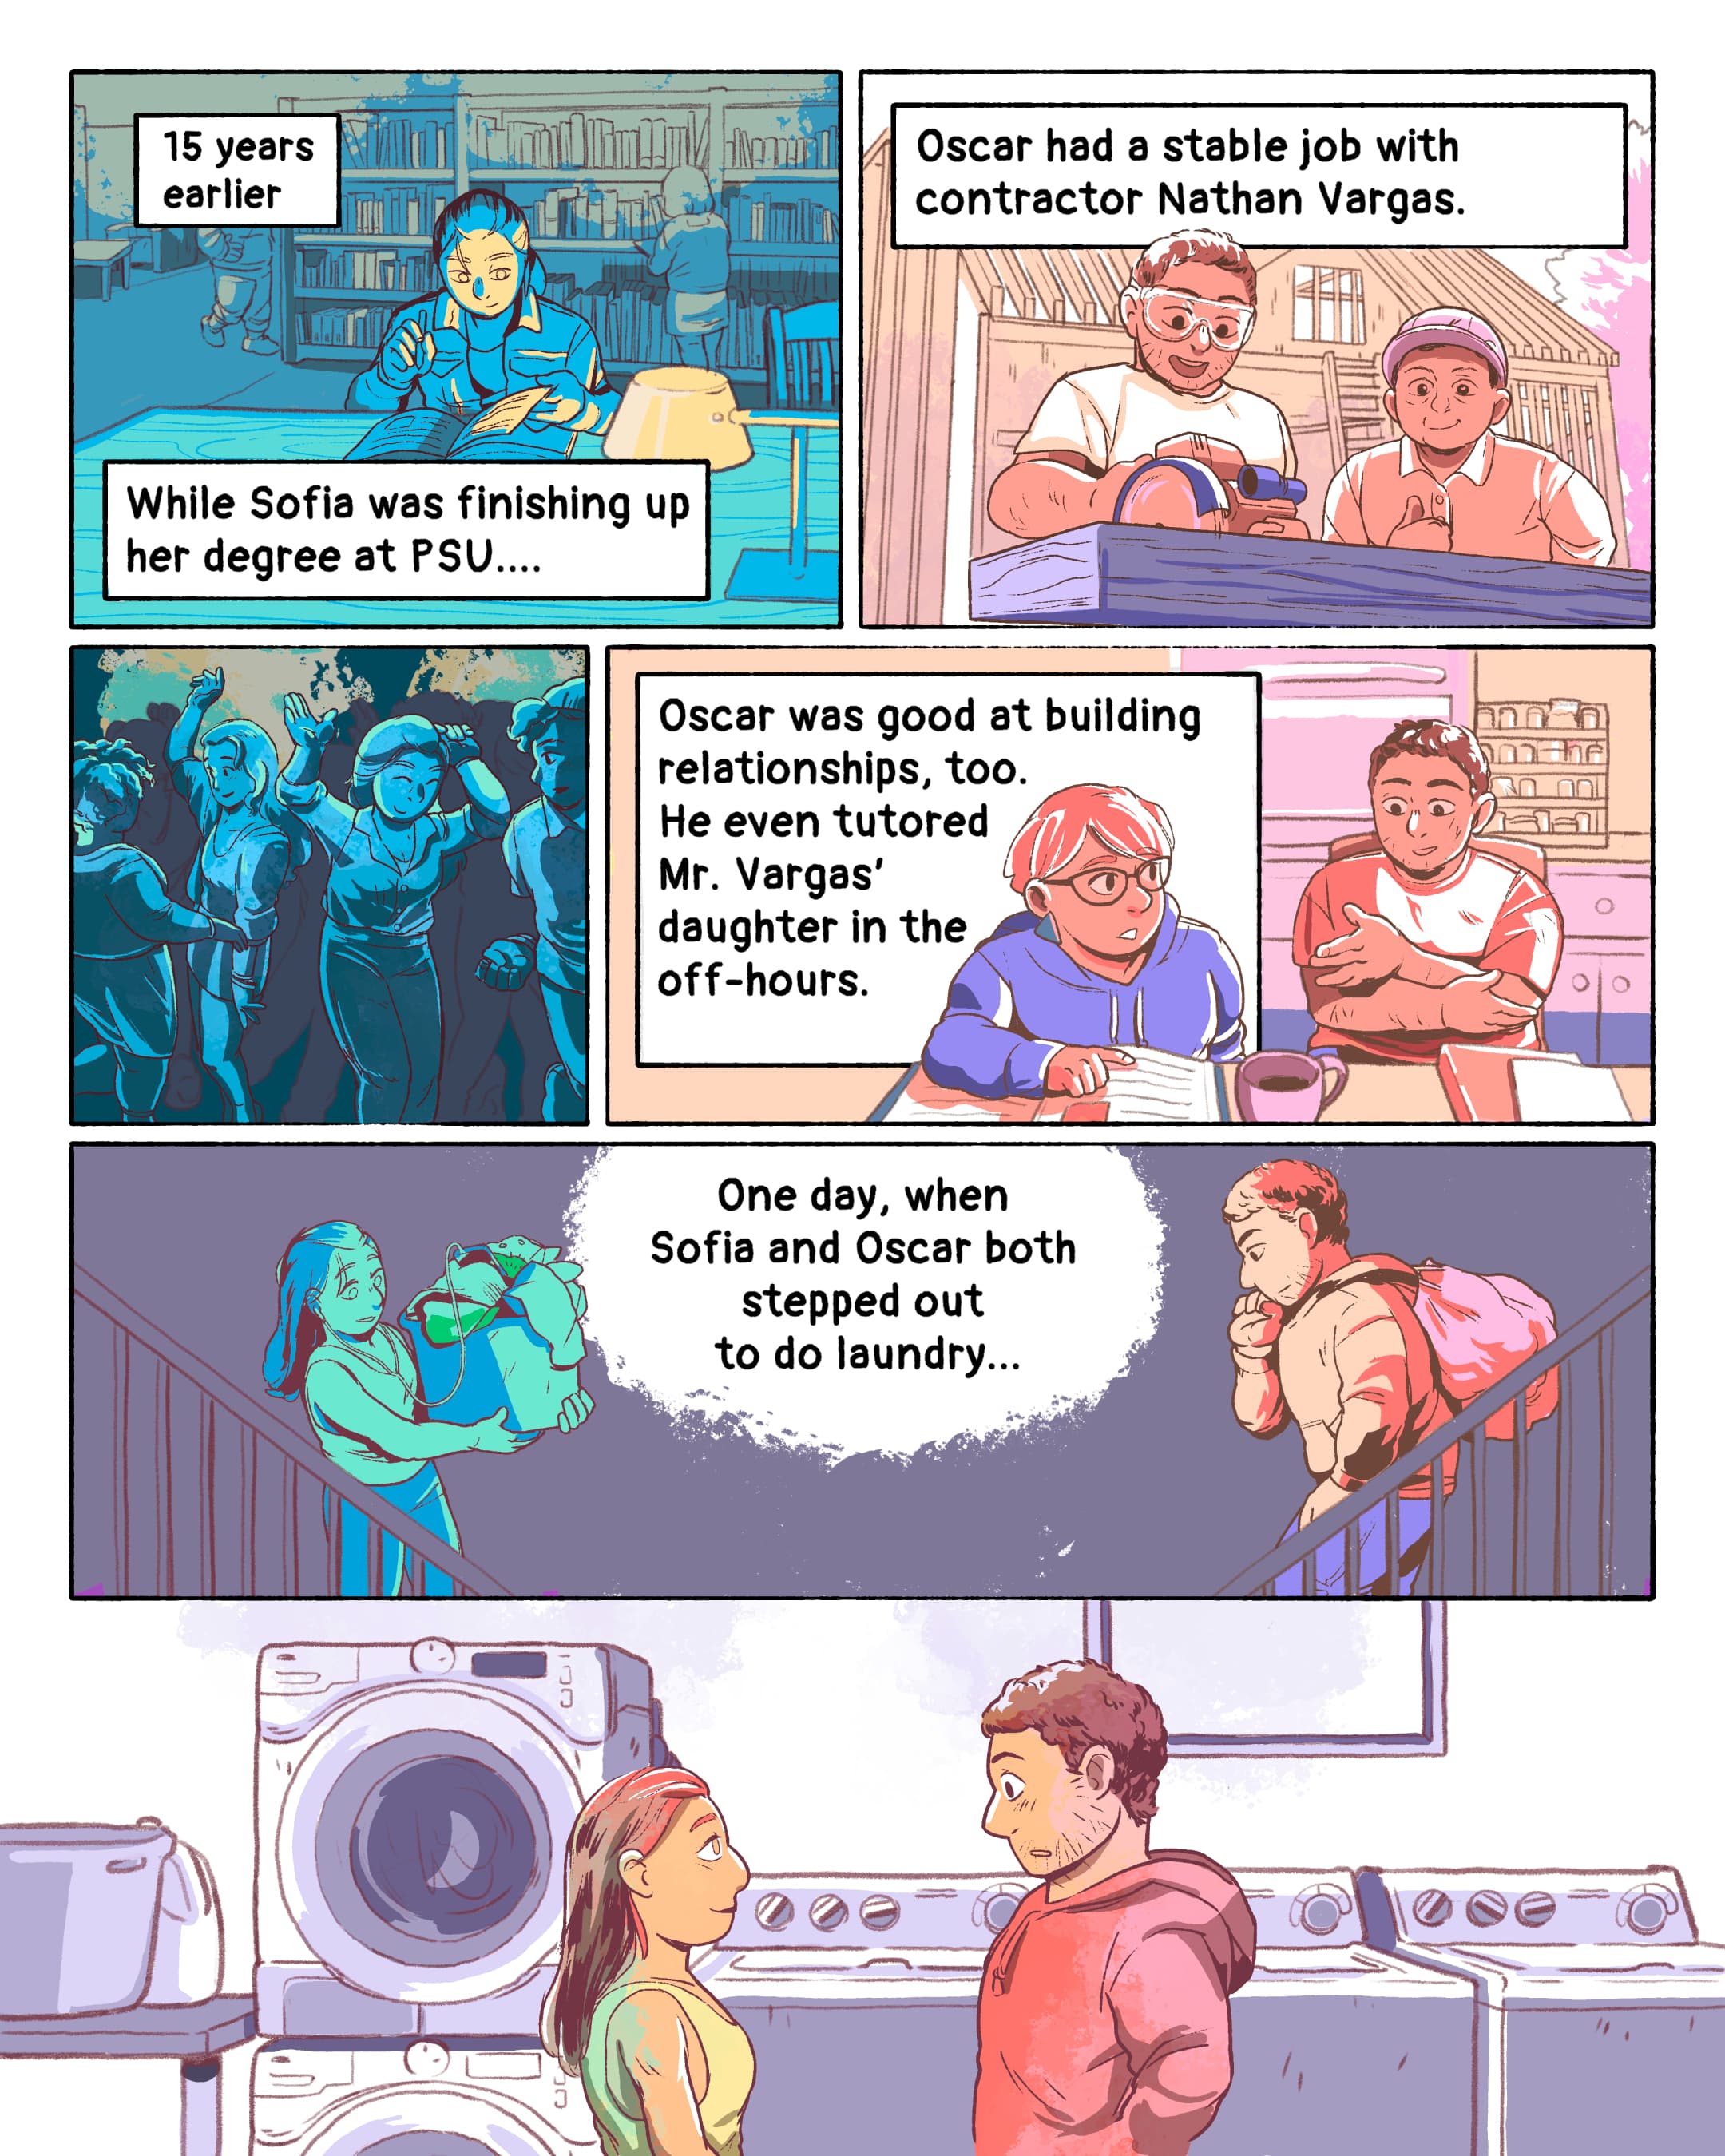 15 years
earlier
While Sofia was finishing up
her degree at PSU....
Oscar had a stable job with
contractor Nathan Vargas.
Oscar was good at building
relationships, too.
He even tutored
Mr. Vargas'
daughter in the
off-hours.
One day, when
Sofia and Oscar both
stepped out
to do laundry...